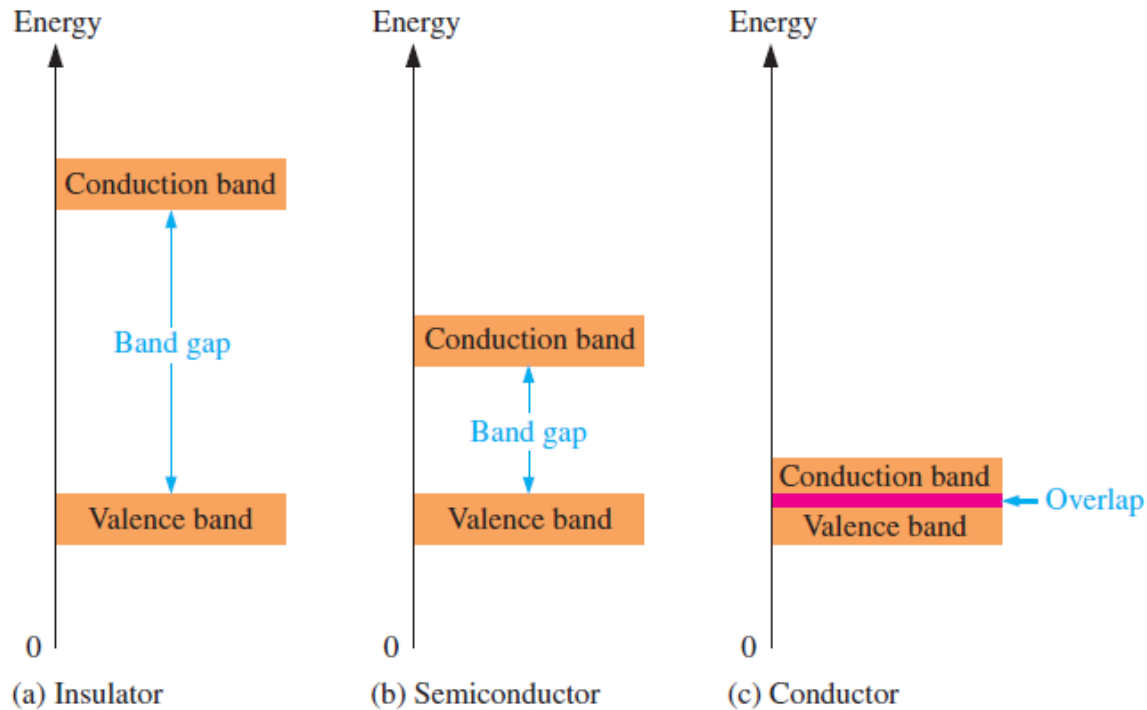 Energy
Conduction band
Band gap
Valence band
0
(a) Insulator
Energy
Conduction band
Band gap
Valence band
0
(b) Semiconductor
Energy
Conduction band
Overlap
Valence band
0
(c) Conductor